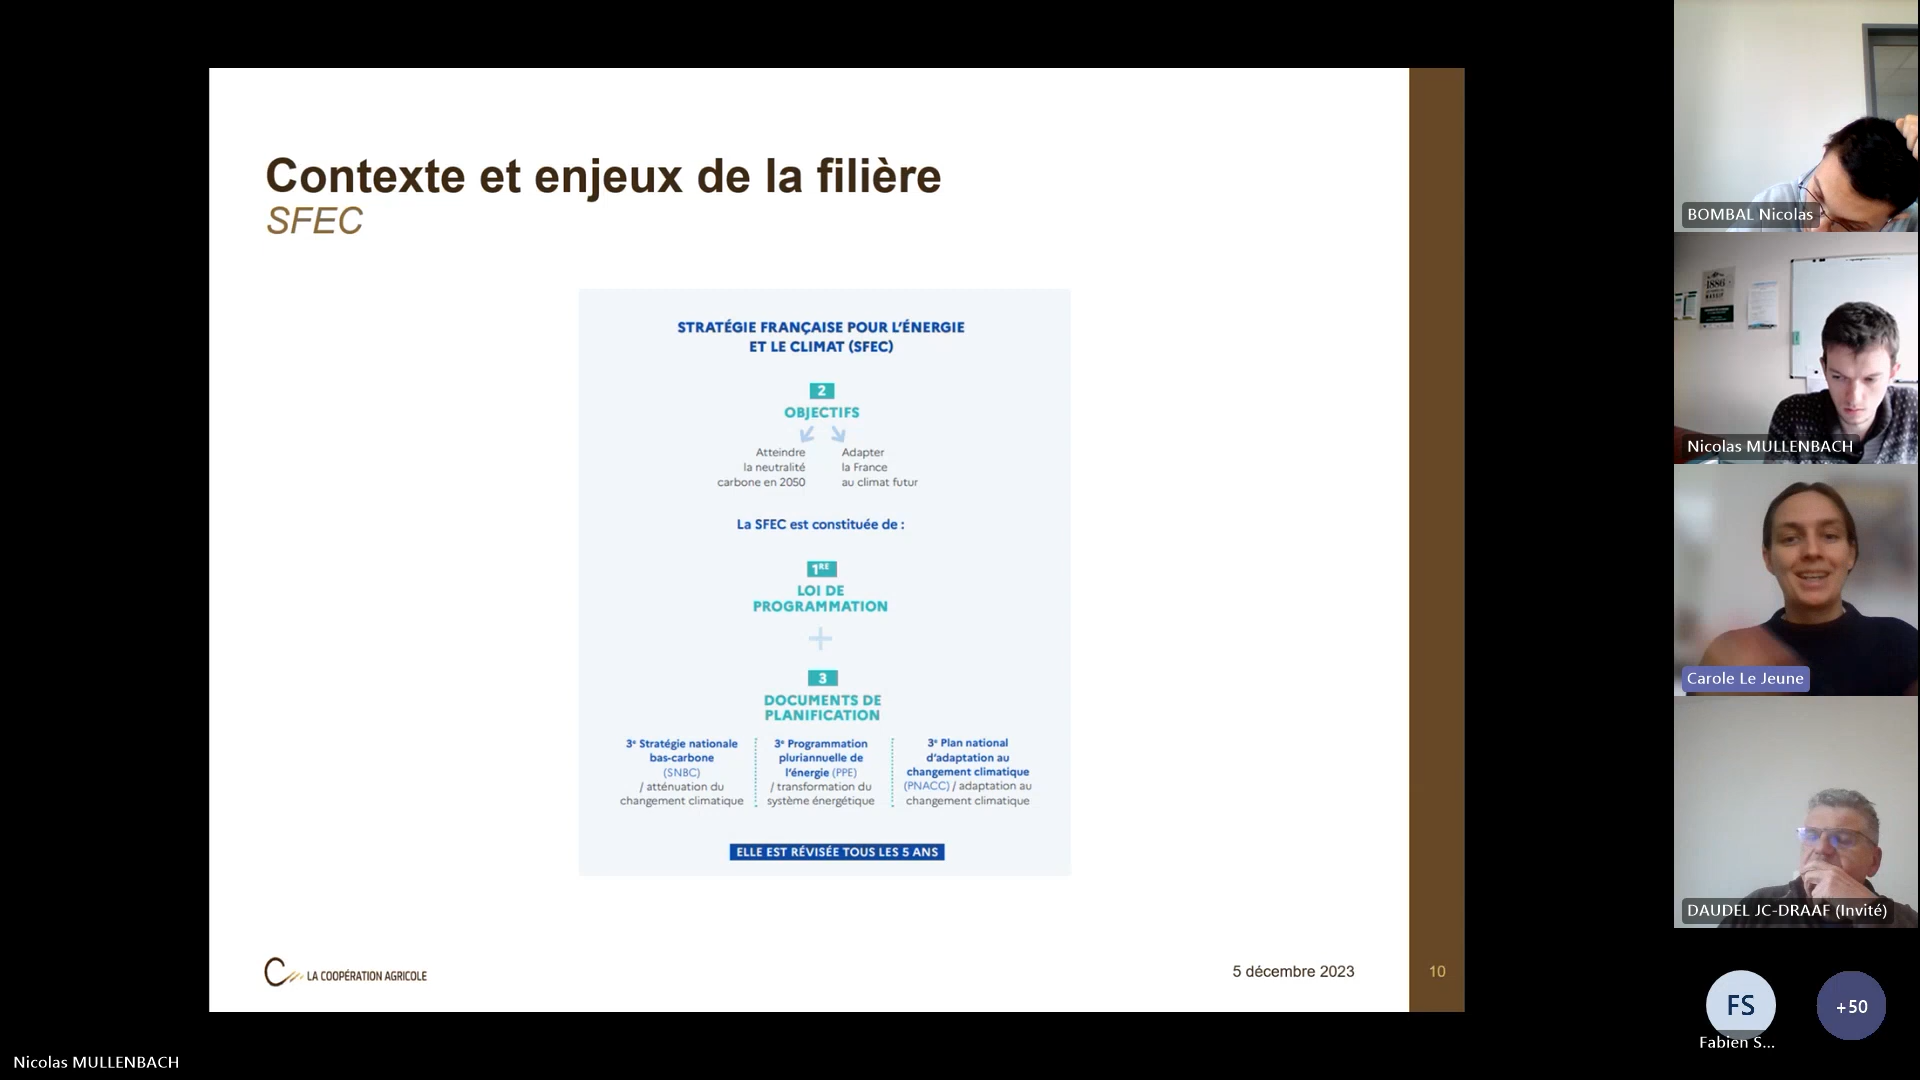 Contexte et enjeux de la filière
SFEC
STRATÉGIE FRANÇAISE POUR L'ÉNERGIE
ET LE CLIMAT (SFEC)
2
OBJECTIFS
Atteindre
la neutralité
carbone en 2050
Adapter
la France
au climat futur
La SFEC est constituée de :
1RE
LOI DE
PROGRAMMATION
+
3
DOCUMENTS DE
PLANIFICATION
3e Stratégie nationale
bas-carbone
(SNBC)
/ atténuation du
changement climatique
3e Programmation
pluriannuelle de
l'énergie (PPE)
/ transformation du
système énergétique
3e Plan national
d'adaptation au
changement climatique
(PNACC) / adaptation au
changement climatique
ELLE EST RÉVISÉE TOUS LES 5 ANS
LA COOPÉRATION AGRICOLE
5 décembre 2023
10
BOMBAL Nicolas
1886
Nicolas MULLENBACH
Carole Le Jeune
DAUDEL JC-DRAAF (Invité)
FS
+50
Fabien S...
Nicolas MULLENBACH